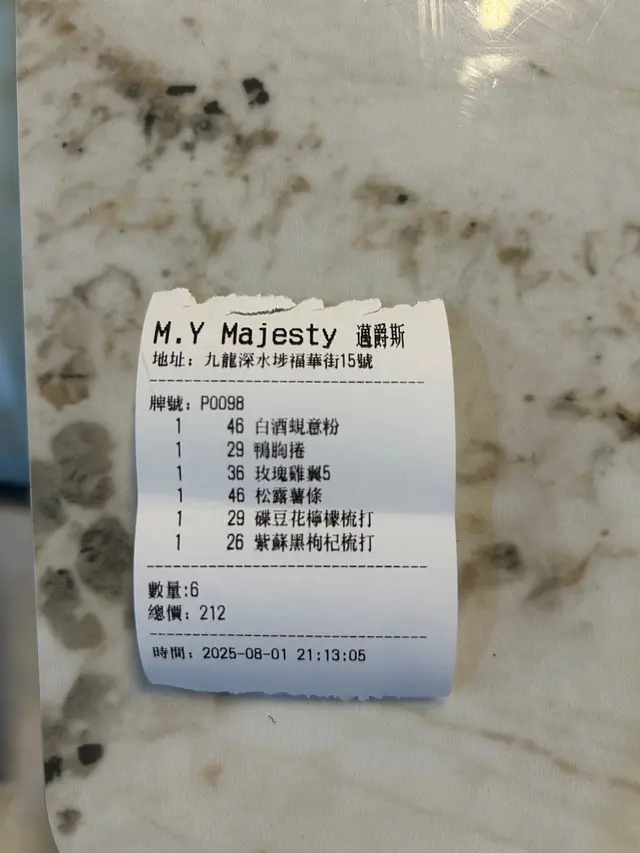 M.Y Majesty 邁爵斯
地址: 九龍深水埗福華街15號
牌號: P0098
1 46 白酒蜆意粉
1 29 鴨胸捲
1 36 玫瑰雞翼5
1 46 松露薯條
1 29 碟豆花檸檬梳打
1 26 紫蘇黑枸杞梳打
數量:6
總價: 212
時間: 2025-08-01 21:13:05